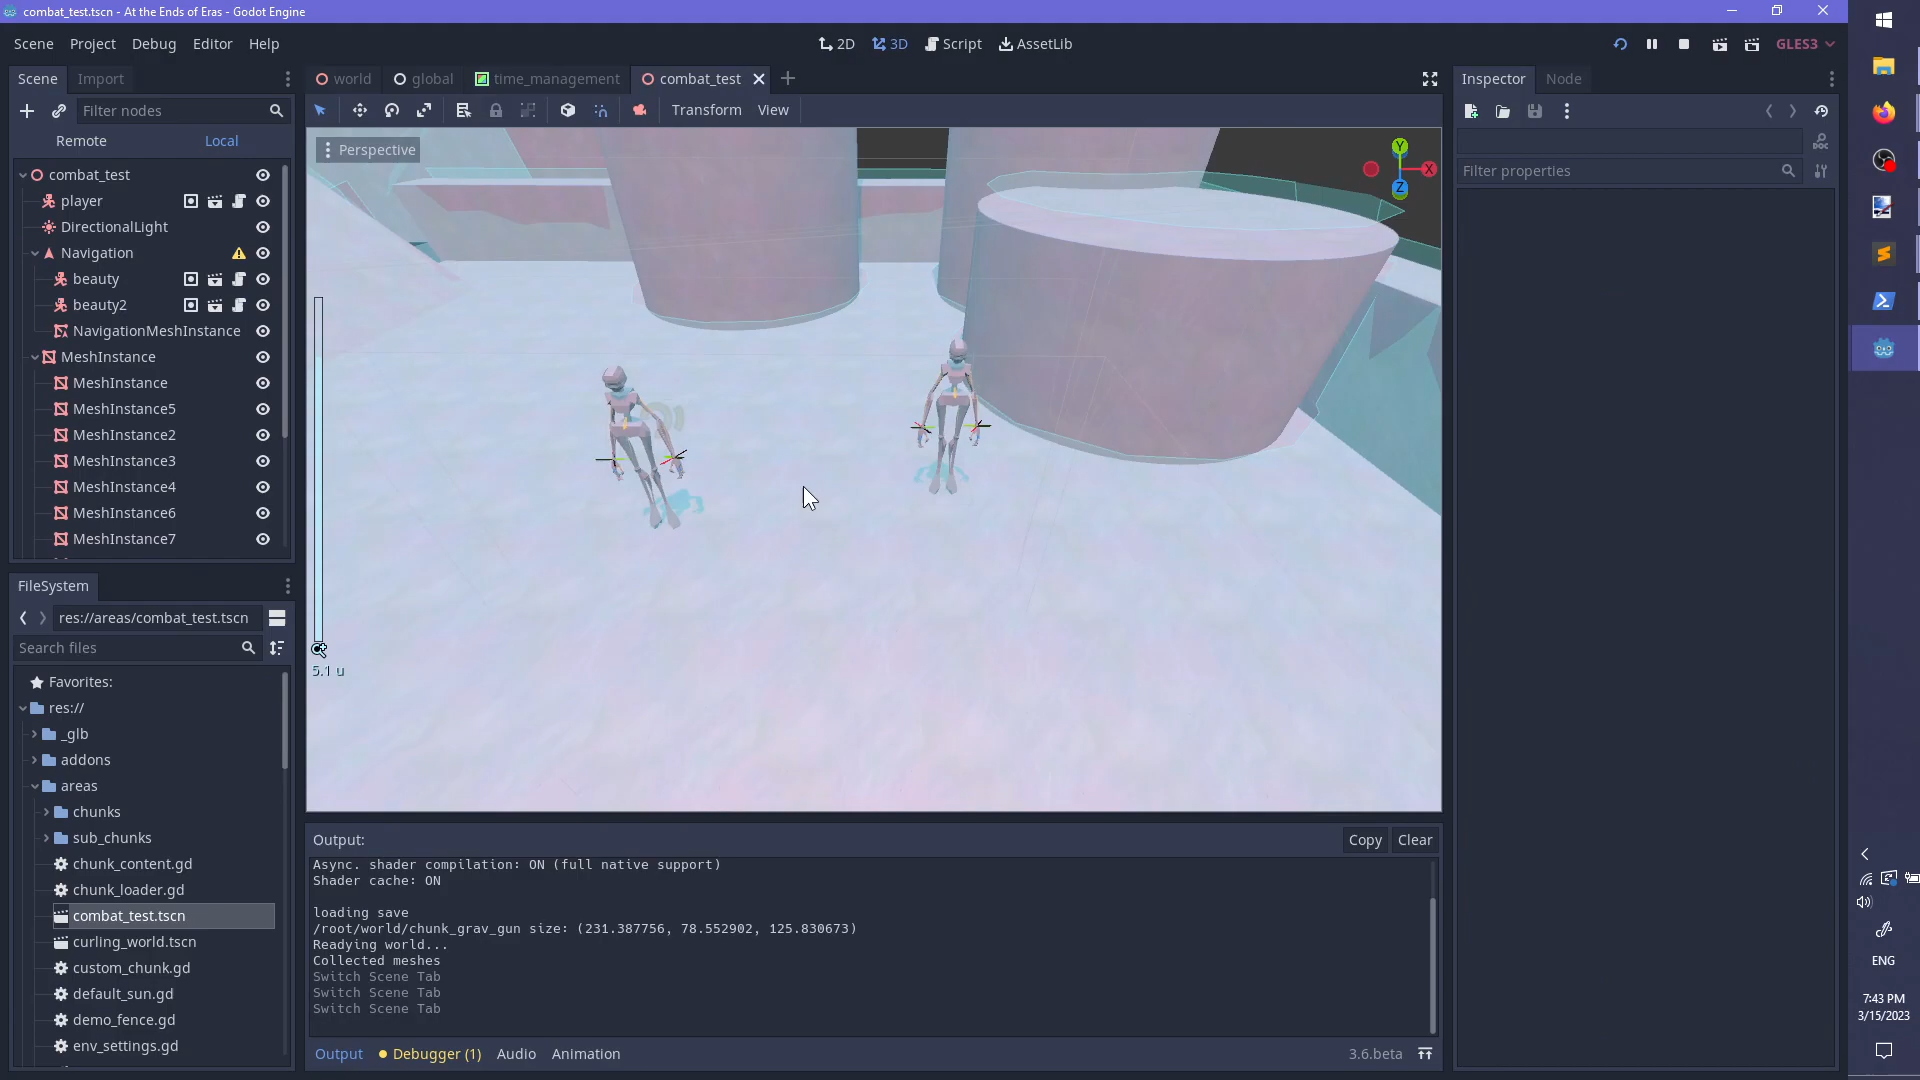 combat_test.tscn - At the Ends of Eras - Godot Engine
Scene Project Debug Editor Help
2D 3D Script AssetLib
GLES3
Scene Import
world global time_management combat_test
Inspector Node
Filter nodes
Transform View
Remote Local
Perspective
Y
X
Z
DOC
Filter properties
combat_test
player
DirectionalLight
Navigation
beauty
beauty2
NavigationMeshInstance
MeshInstance
MeshInstance
MeshInstance5
MeshInstance2
MeshInstance3
MeshInstance4
MeshInstance6
MeshInstance7
5.1 u
FileSystem
res://areas/combat_test.tscn
Search files
Favorites:
res://
_glb
addons
areas
chunks
sub_chunks
chunk_content.gd
chunk_loader.gd
combat_test.tscn
curling_world.tscn
custom_chunk.gd
default_sun.gd
demo_fence.gd
env_settings.gd
Output:
Copy Clear
Async. shader compilation: ON (full native support)
Shader cache: ON
loading save
/root/world/chunk_grav_gun size: (231.387756, 78.552902, 125.830673)
Readying world...
Collected meshes
Switch Scene Tab
Switch Scene Tab
Switch Scene Tab
Output Debugger (1) Audio Animation
3.6.beta
ENG
7:43 PM
3/15/2023